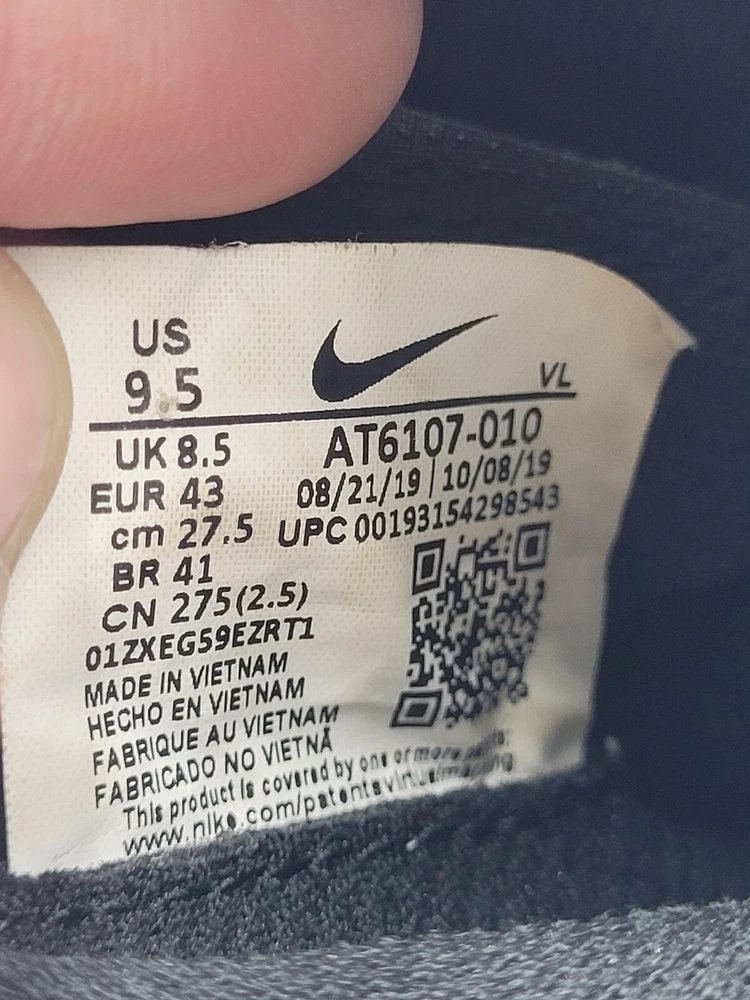 US
9.5
VL
UK 8.5
EUR 43
cm 27.5
BR 41
CN 275(2.5)
01ZXEG59EZRT1
AT6107-010
08/21/19 | 10/08/19
UPC 00193154298543
MADE IN VIETNAM
HECHO EN VIETNAM
FABRIQUE AU VIETNAM
FABRICADO NO VIETNÃ
This product is covered by one or more
www.nike.com/patentsvirtualmarking